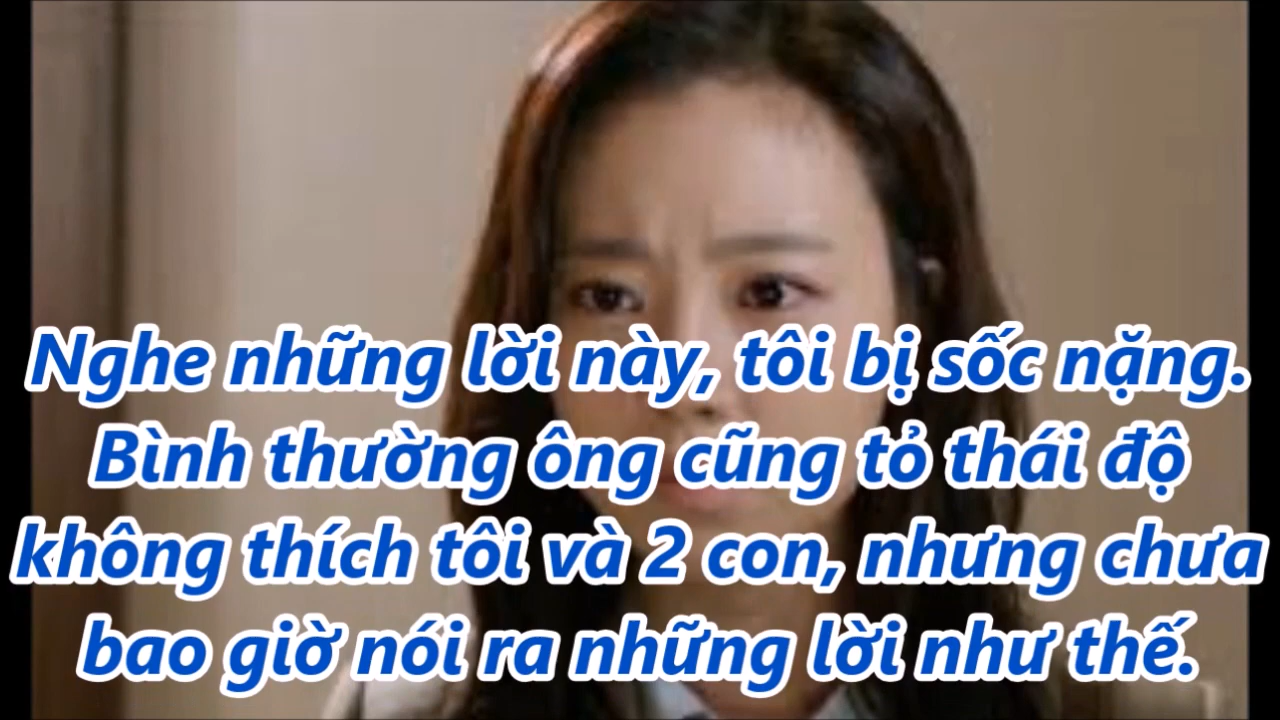 Nghe những lời này, tôi bị sốc nặng.
Bình thường ông cũng tỏ thái độ
không thích tôi và 2 con, nhưng chưa
bao giờ nói ra những lời như thế.